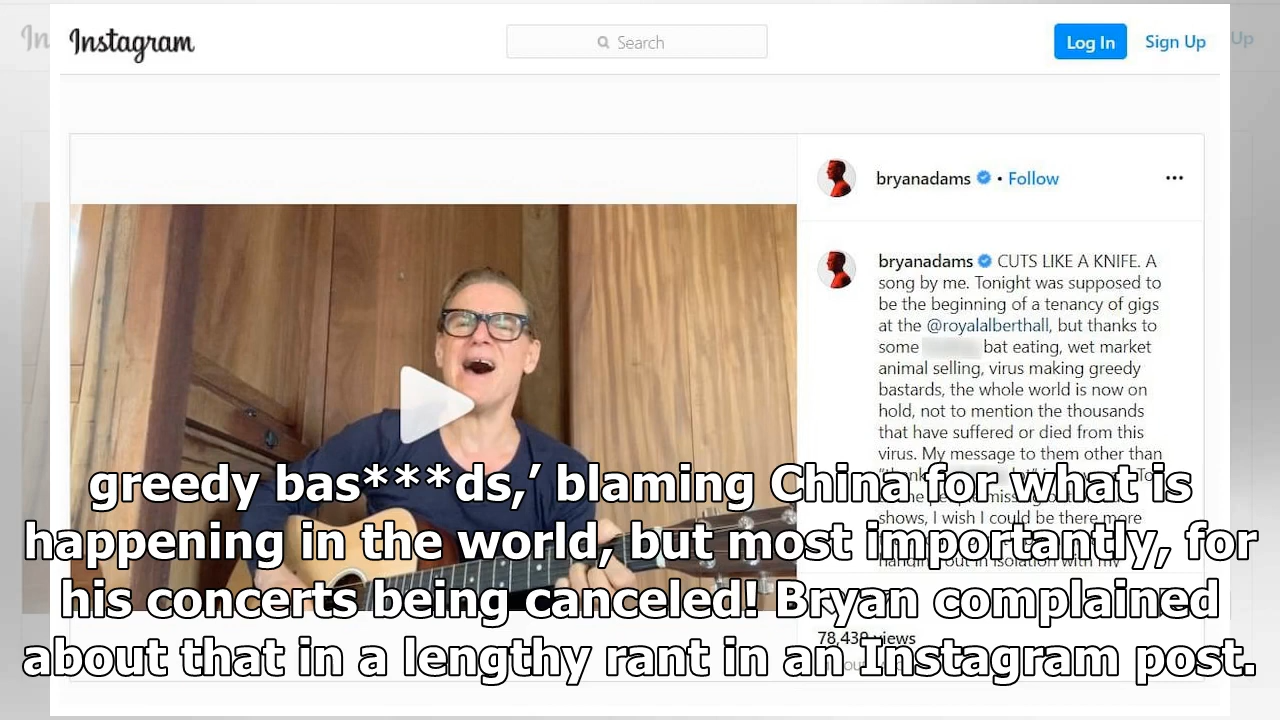 Instagram
Search
Log In
Sign Up
Up
In
bryanadams • Follow
bryanadams CUTS LIKE A KNIFE. A
song by me. Tonight was supposed to
be the beginning of a tenancy of gigs
at the @royalalberthall, but thanks to
some bat eating, wet market
animal selling, virus making greedy
bastards, the whole world is now on
hold, not to mention the thousands
that have suffered or died from this
virus. My message to them other than
shows, I wish I could be there more
78,439 views
greedy bas***ds,’ blaming China for what is
happening in the world, but most importantly, for
his concerts being canceled! Bryan complained
about that in a lengthy rant in an Instagram post.